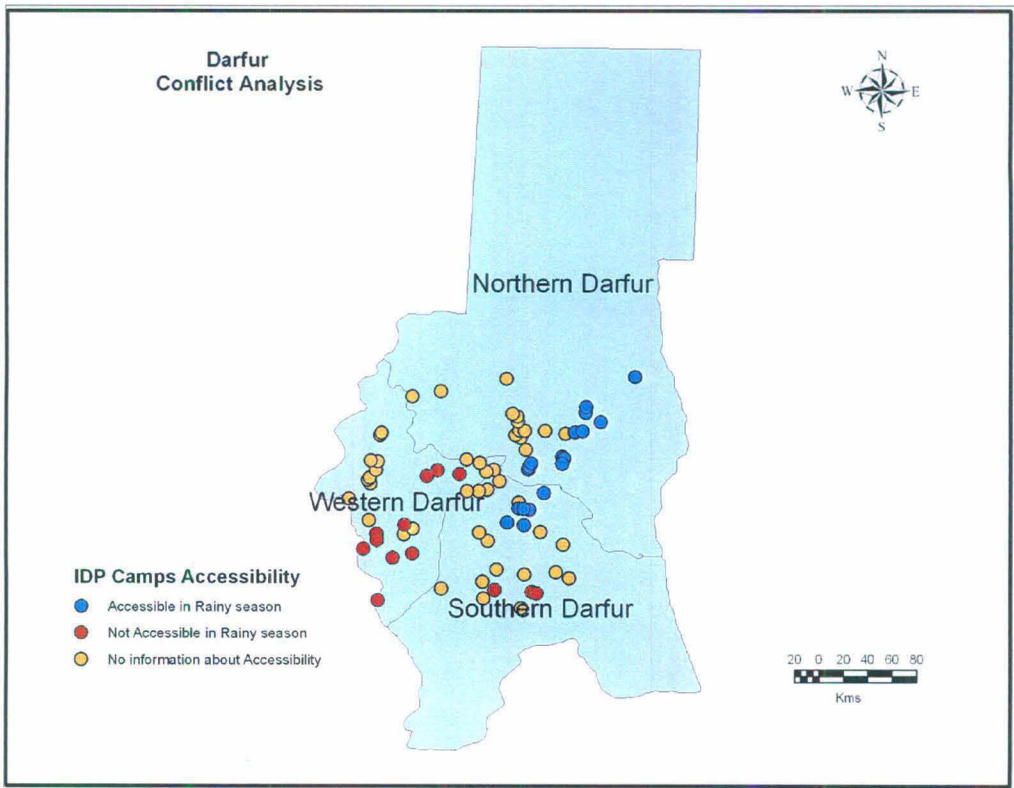 Darfur
Conflict Analysis
N
W E
S
Northern Darfur
Western Darfur
IDP Camps Accessibility
Accessible in Rainy season
Not Accessible in Rainy season
No information about Accessibility
Southern Darfur
20 0 20 40 60 80
Kms